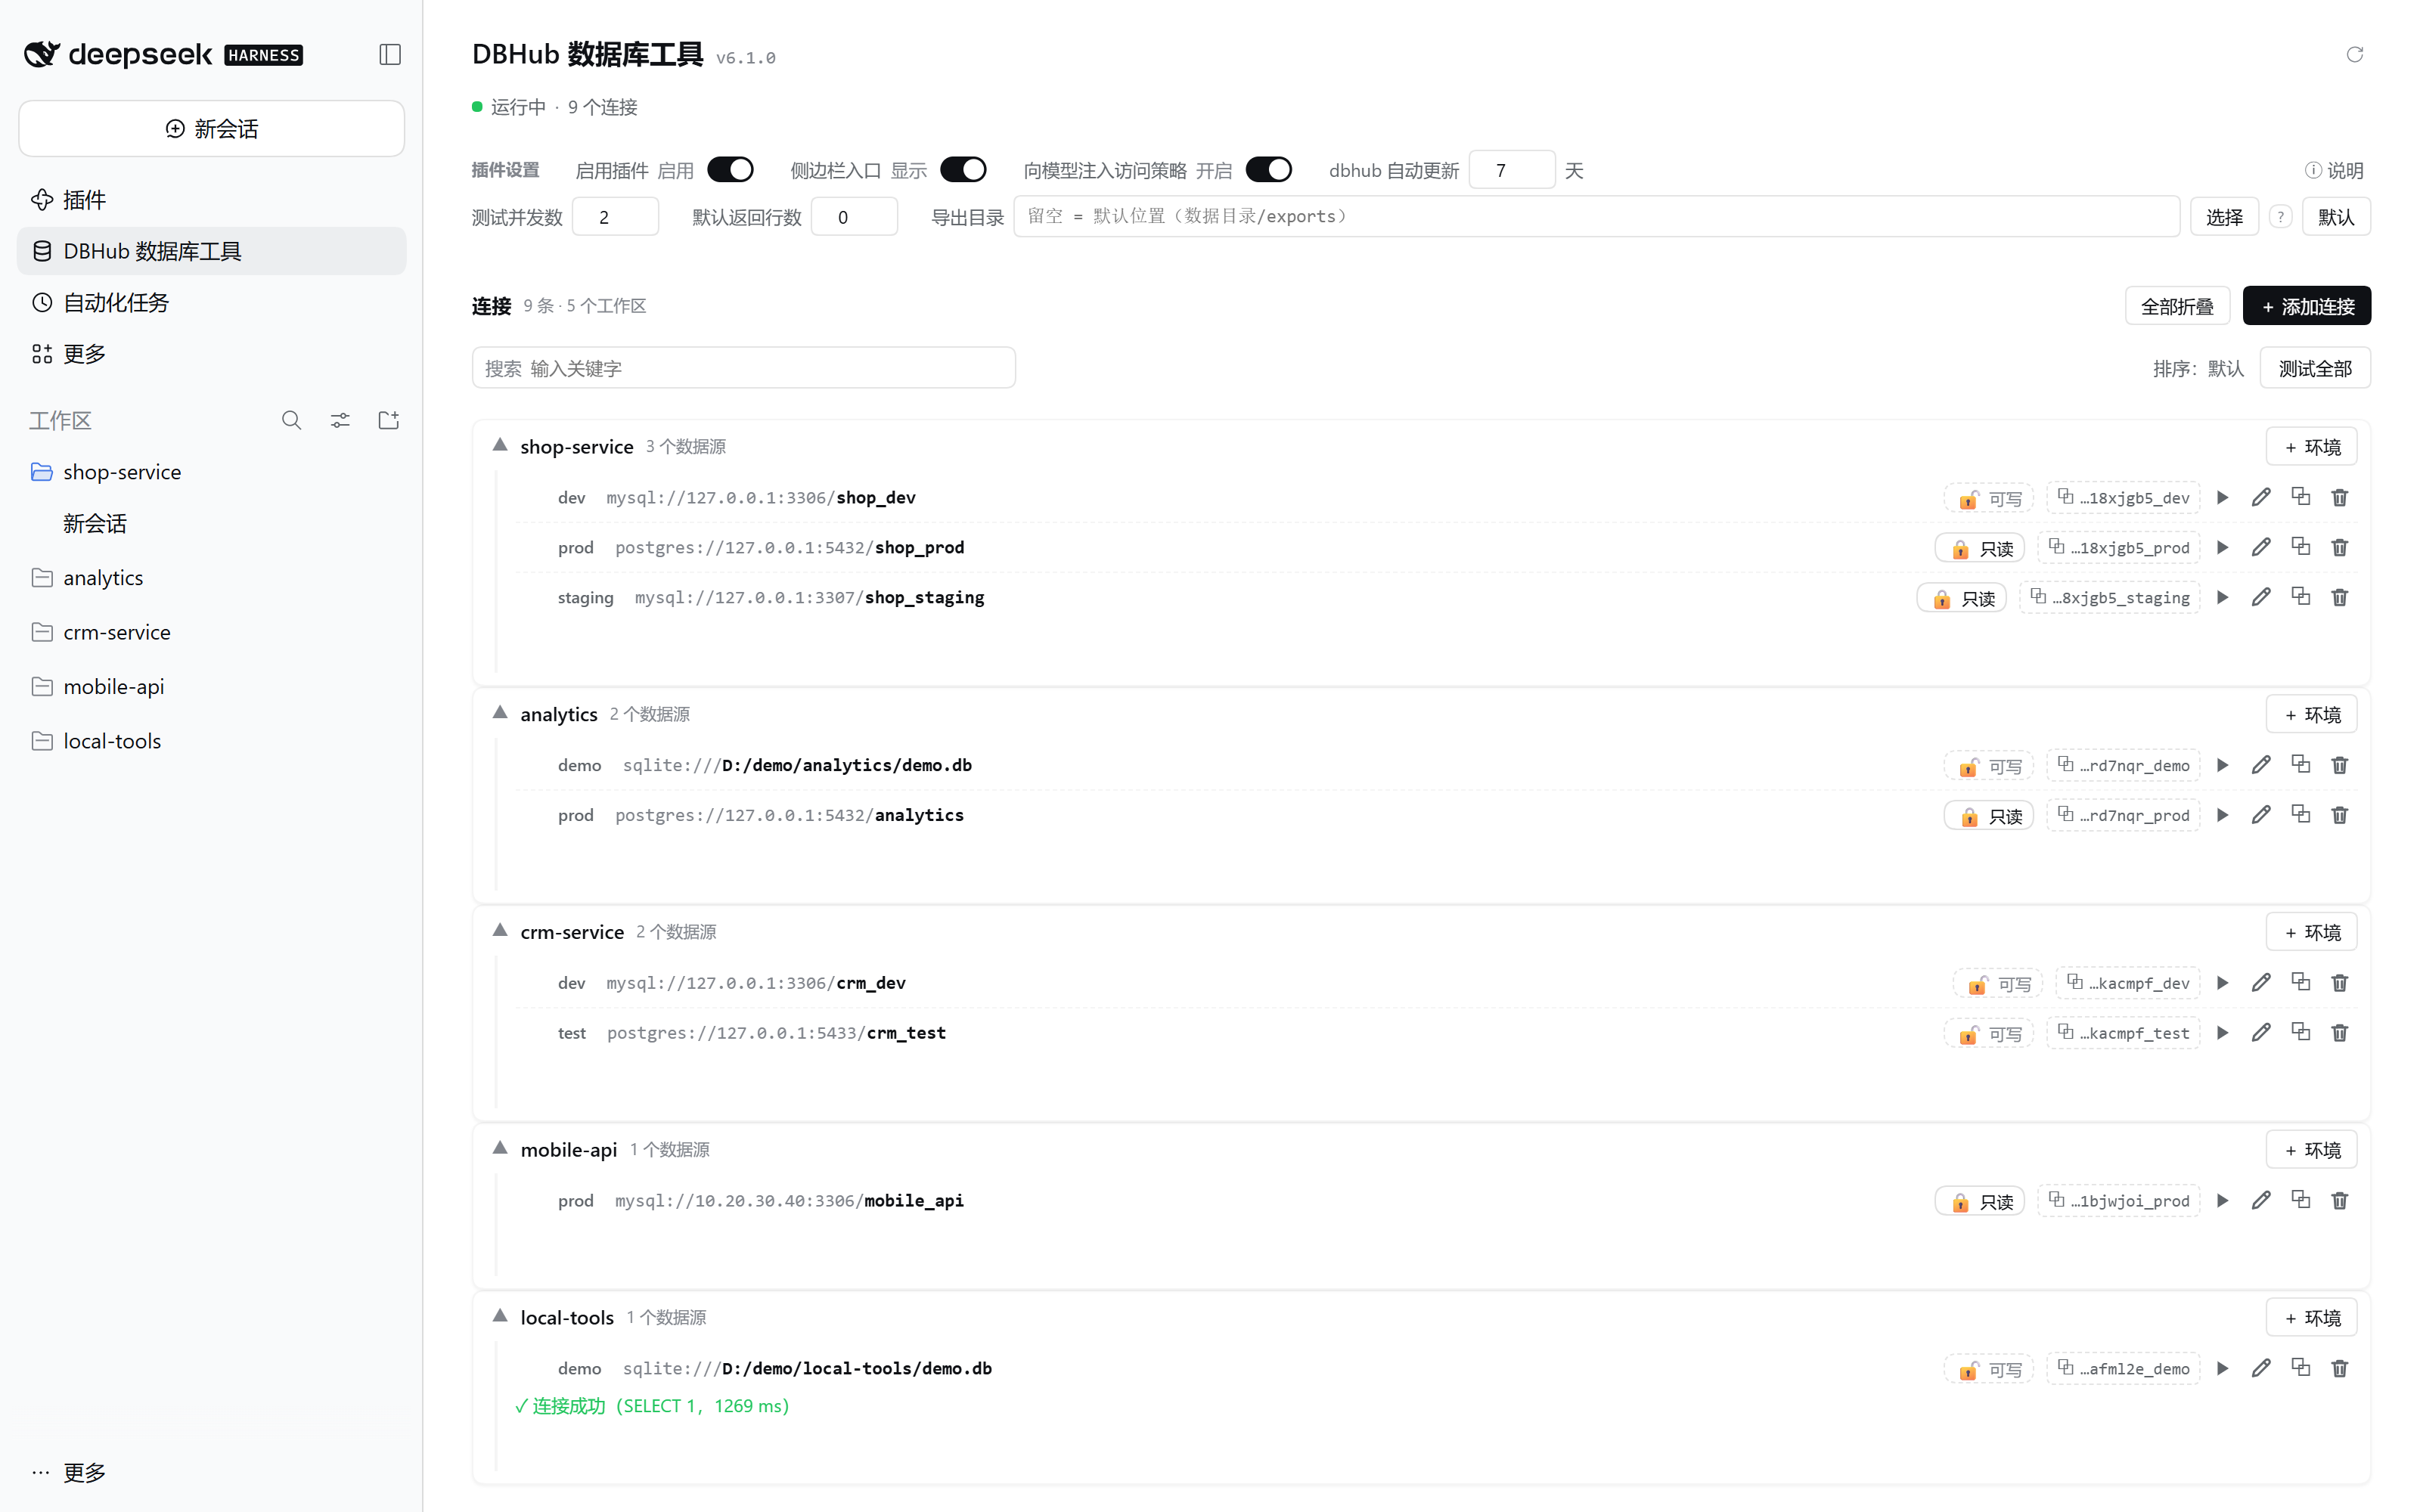 deepseek HARNESS
新会话
插件
DBHub 数据库工具
自动化任务
更多
工作区
shop-service
新会话
analytics
crm-service
mobile-api
local-tools
··· 更多
DBHub 数据库工具 v6.1.0
运行中 · 9 个连接
插件设置 启用插件 启用 侧边栏入口 显示 向模型注入访问策略 开启 dbhub 自动更新 7 天 说明
测试并发数 2 默认返回行数 0 导出目录 留空 = 默认位置（数据目录/exports） 选择 ? 默认
连接 9 条 · 5 个工作区 全部折叠 + 添加连接
搜索 输入关键字 排序：默认 测试全部
shop-service 3 个数据源 + 环境
dev mysql://127.0.0.1:3306/shop_dev 可写 …18xjgb5_dev
prod postgres://127.0.0.1:5432/shop_prod 只读 …18xjgb5_prod
staging mysql://127.0.0.1:3307/shop_staging 只读 …8xjgb5_staging
analytics 2 个数据源 + 环境
demo sqlite:///D:/demo/analytics/demo.db 可写 …rd7nqr_demo
prod postgres://127.0.0.1:5432/analytics 只读 …rd7nqr_prod
crm-service 2 个数据源 + 环境
dev mysql://127.0.0.1:3306/crm_dev 可写 …kacmpf_dev
test postgres://127.0.0.1:5433/crm_test 可写 …kacmpf_test
mobile-api 1 个数据源 + 环境
prod mysql://10.20.30.40:3306/mobile_api 只读 …1bjwjoi_prod
local-tools 1 个数据源 + 环境
demo sqlite:///D:/demo/local-tools/demo.db 可写 …afml2e_demo
✓ 连接成功（SELECT 1，1269 ms）